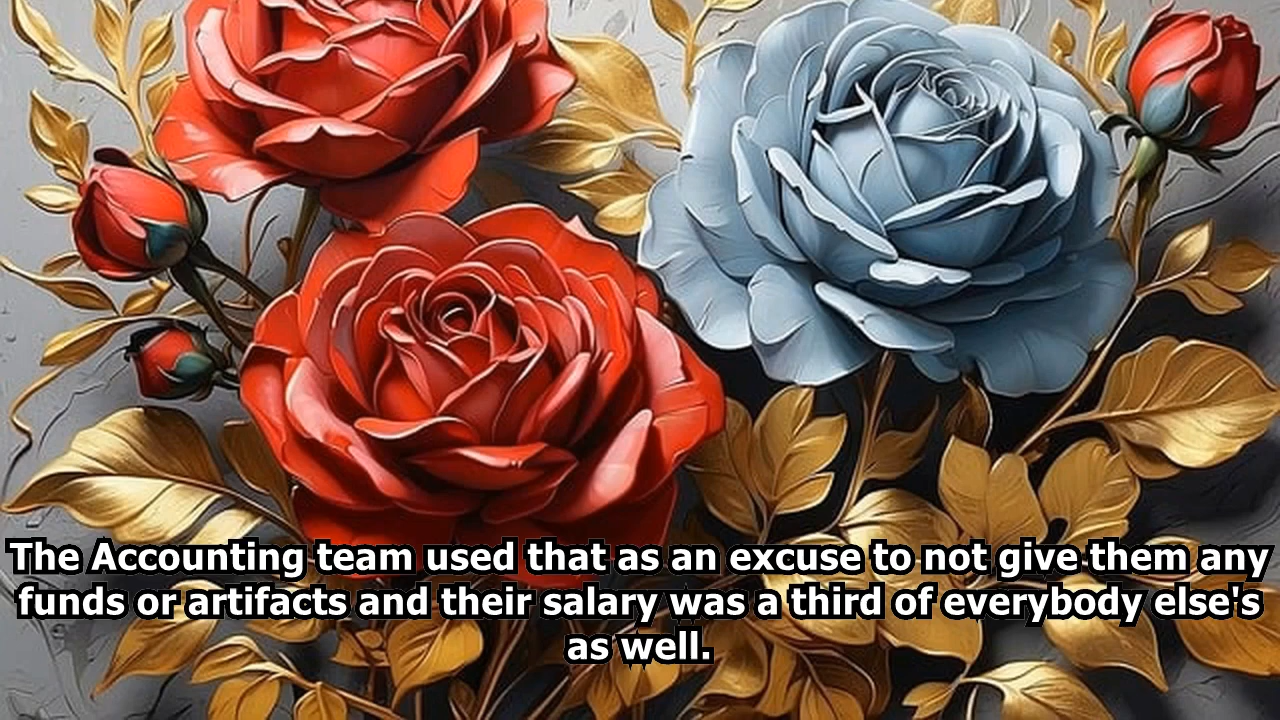 The Accounting team used that as an excuse to not give them any
funds or artifacts and their salary was a third of everybody else's
as well.